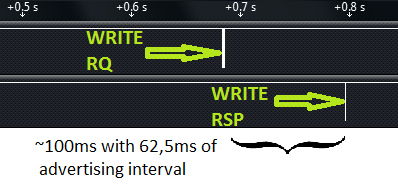 +0,5 s +0,6 s +0,7 s +0,8 s
WRITE
RQ
WRITE
RSP
~100ms with 62,5ms of
advertising interval